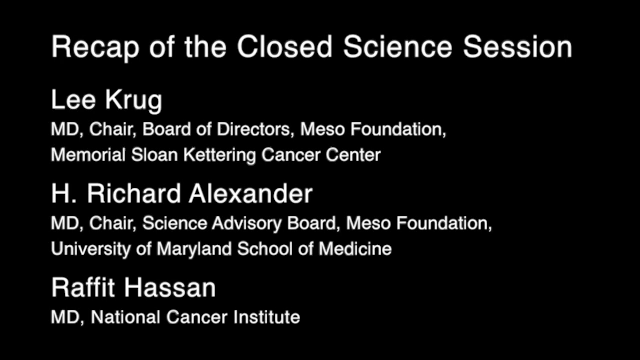 Recap of the Closed Science Session
Lee Krug
MD, Chair, Board of Directors, Meso Foundation,
Memorial Sloan Kettering Cancer Center
H. Richard Alexander
MD, Chair, Science Advisory Board, Meso Foundation,
University of Maryland School of Medicine
Raffit Hassan
MD, National Cancer Institute